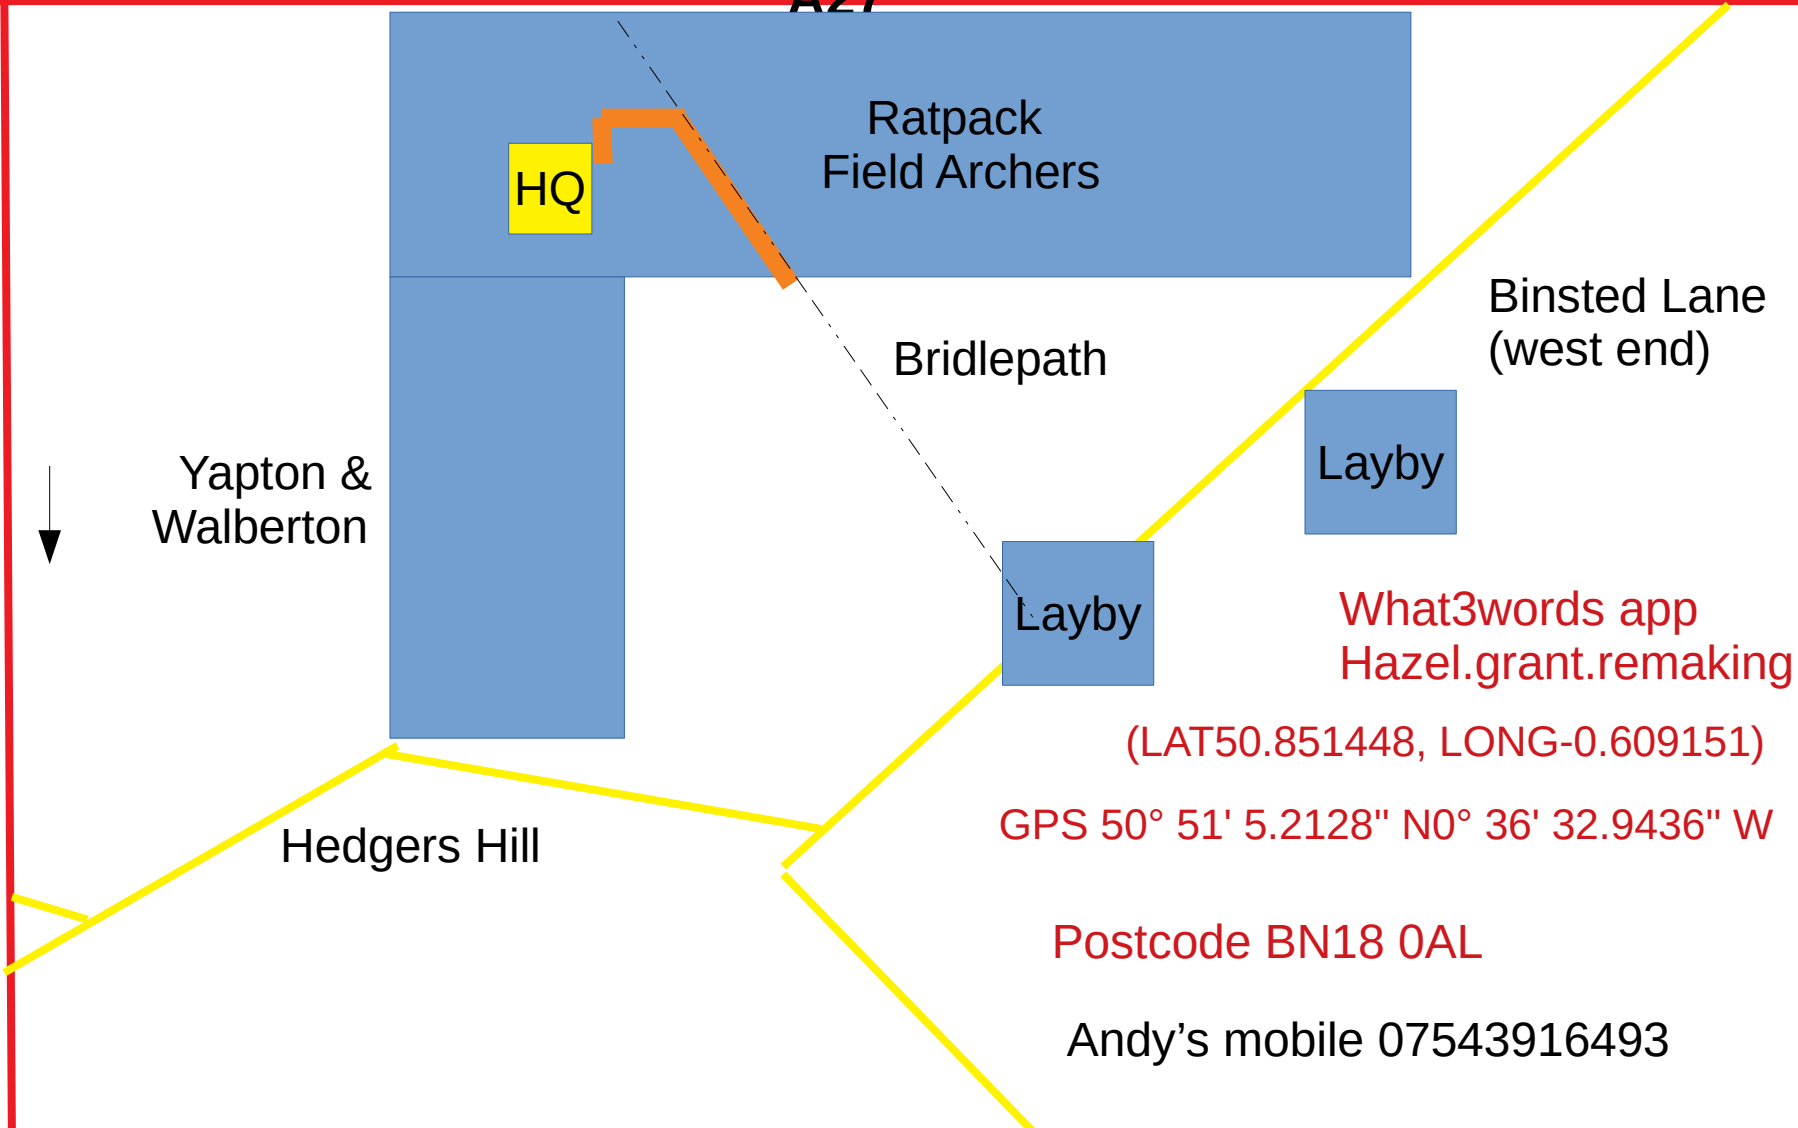 A27
Ratpack
Field Archers
HQ
Binsted Lane
(west end)
Bridlepath
Layby
Yapton &
Walberton
Layby
What3words app
Hazel.grant.remaking
(LAT50.851448, LONG-0.609151)
GPS 50° 51' 5.2128" N0° 36' 32.9436" W
Hedgers Hill
Postcode BN18 0AL
Andy’s mobile 07543916493